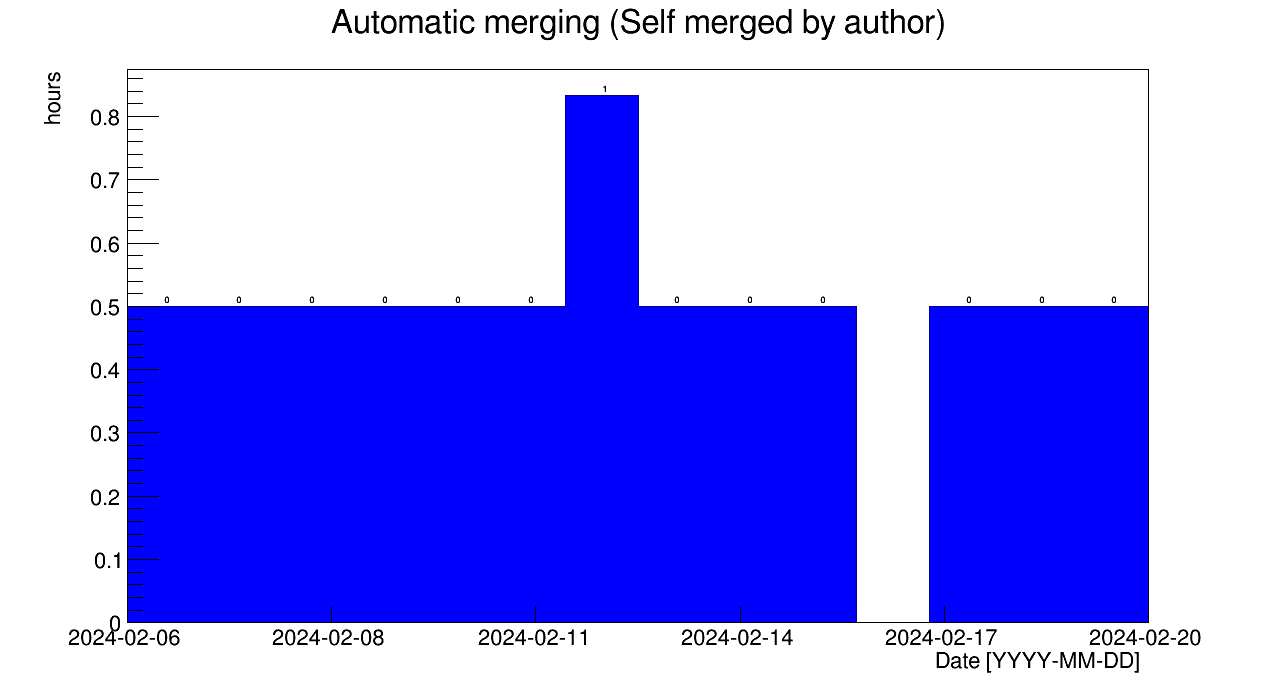 Automatic merging (Self merged by author)
hours
1
0.8
0.7
0.6
0 0 0 0 0 0 0 0 0 0 0 0
0.5
0.4
0.3
0.2
0.1
0
2024-02-06 2024-02-08 2024-02-11 2024-02-14 2024-02-17 2024-02-20
Date [YYYY-MM-DD]